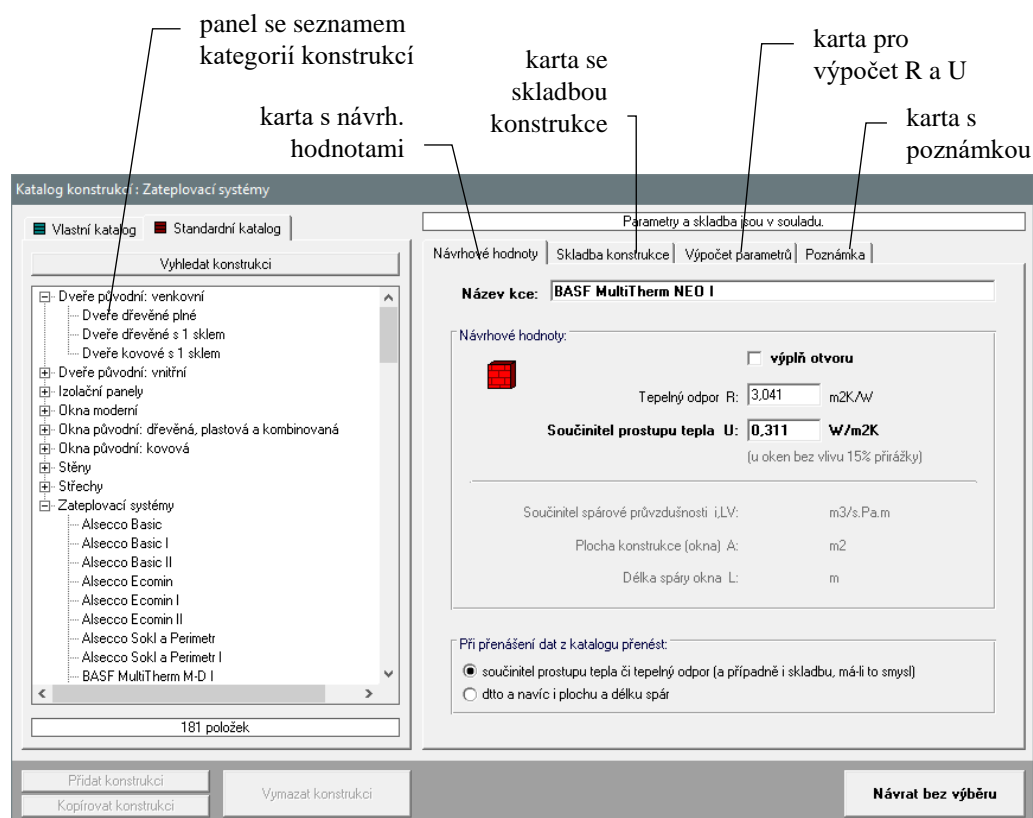 panel se seznamem
kategorií konstrukcí
karta se
skladbou
konstrukce
karta pro
výpočet R a U
karta s návrh.
hodnotami
karta s
poznámkou
Katalog konstrukcí : Zateplovací systémy
Vlastní katalog
Standardní katalog
Vyhledat konstrukci
Dveře původní: venkovní
Dveře dřevěné plné
Dveře dřevěné s 1 sklem
Dveře kovové s 1 sklem
Dveře původní: vnitřní
Izolační panely
Okna moderní
Okna původní: dřevěná, plastová a kombinovaná
Okna původní: kovová
Stěny
Střechy
Zateplovací systémy
Alsecco Basic
Alsecco Basic I
Alsecco Basic II
Alsecco Ecomin
Alsecco Ecomin I
Alsecco Ecomin II
Alsecco Sokl a Perimetr
Alsecco Sokl a Perimetr I
BASF MultiTherm M-D I
181 položek
Parametry a skladba jsou v souladu.
Návrhové hodnoty
Skladba konstrukce
Výpočet parametrů
Poznámka
Název kce: BASF MultiTherm NEO I
Návrhové hodnoty:
výplň otvoru
Tepelný odpor R: 3,041 m2K/W
Součinitel prostupu tepla U: 0,311 W/m2K
(u oken bez vlivu 15% přirážky)
Součinitel spárové průvzdušnosti i,LV: m3/s.Pa.m
Plocha konstrukce (okna) A: m2
Délka spáry okna L: m
Při přenášení dat z katalogu přenést:
součinitel prostupu tepla či tepelný odpor (a případně i skladbu, má-li to smysl)
dtto a navíc i plochu a délku spár
Přidat konstrukci
Kopírovat konstrukci
Vymazat konstrukci
Návrat bez výběru